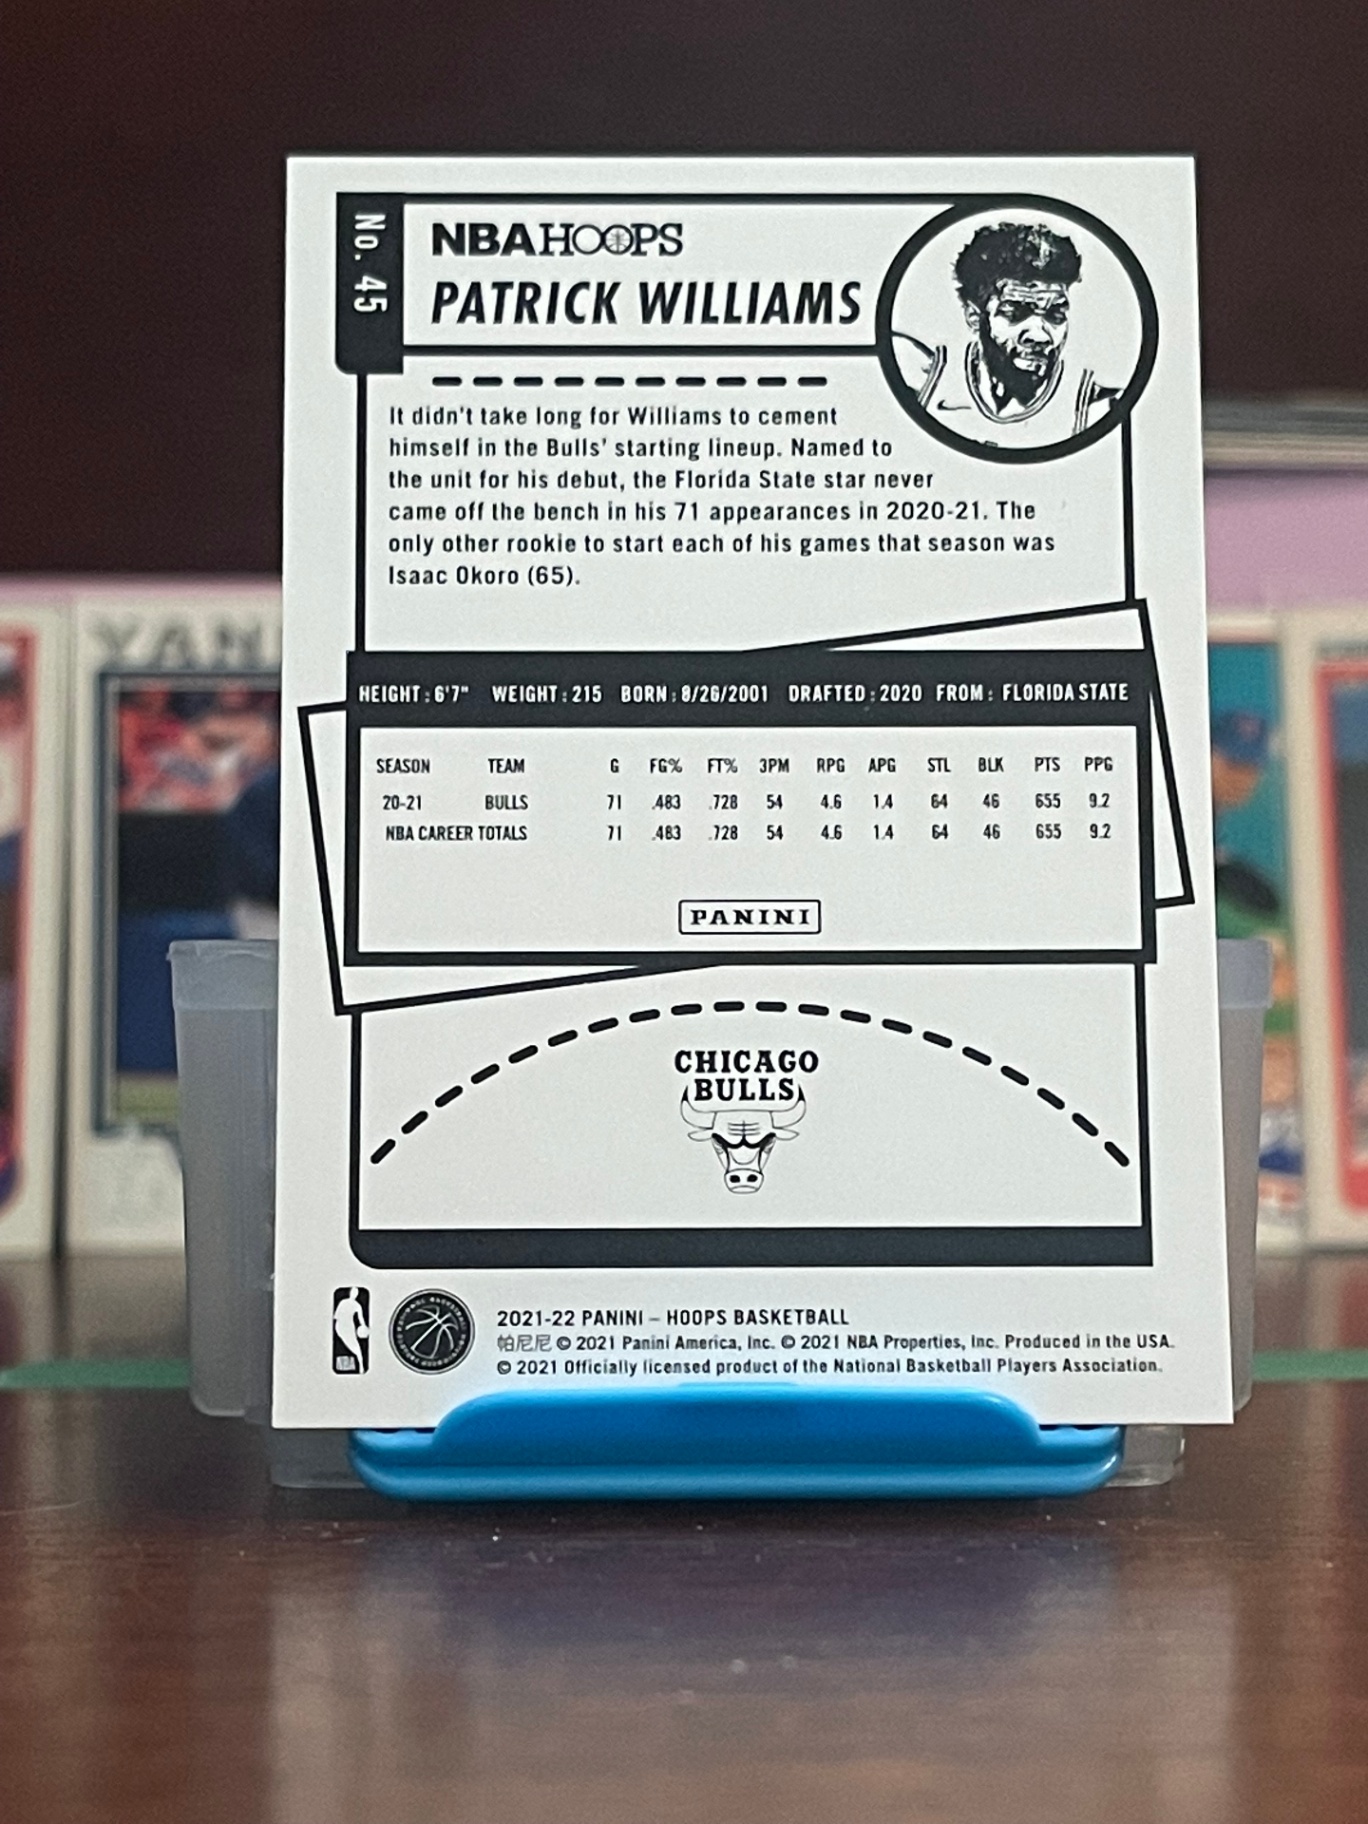 No. 45
NBA HOOPS
PATRICK WILLIAMS
It didn't take long for Williams to cement
himself in the Bulls' starting lineup. Named to
the unit for his debut, the Florida State star never
came off the bench in his 71 appearances in 2020-21. The
only other rookie to start each of his games that season was
Isaac Okoro (65).
HEIGHT: 6'7" WEIGHT: 215 BORN: 8/26/2001 DRAFTED: 2020 FROM: FLORIDA STATE
SEASON TEAM G FG% FT% 3PM RPG APG STL BLK PTS PPG
20-21 BULLS 71 .483 .728 54 4.6 1.4 64 46 655 9.2
NBA CAREER TOTALS 71 .483 .728 54 4.6 1.4 64 46 655 9.2
PANINI
CHICAGO
BULLS
NBA
2021-22 PANINI – HOOPS BASKETBALL
帕尼尼 © 2021 Panini America, Inc. © 2021 NBA Properties, Inc. Produced in the USA.
© 2021 Officially licensed product of the National Basketball Players Association.
YAN